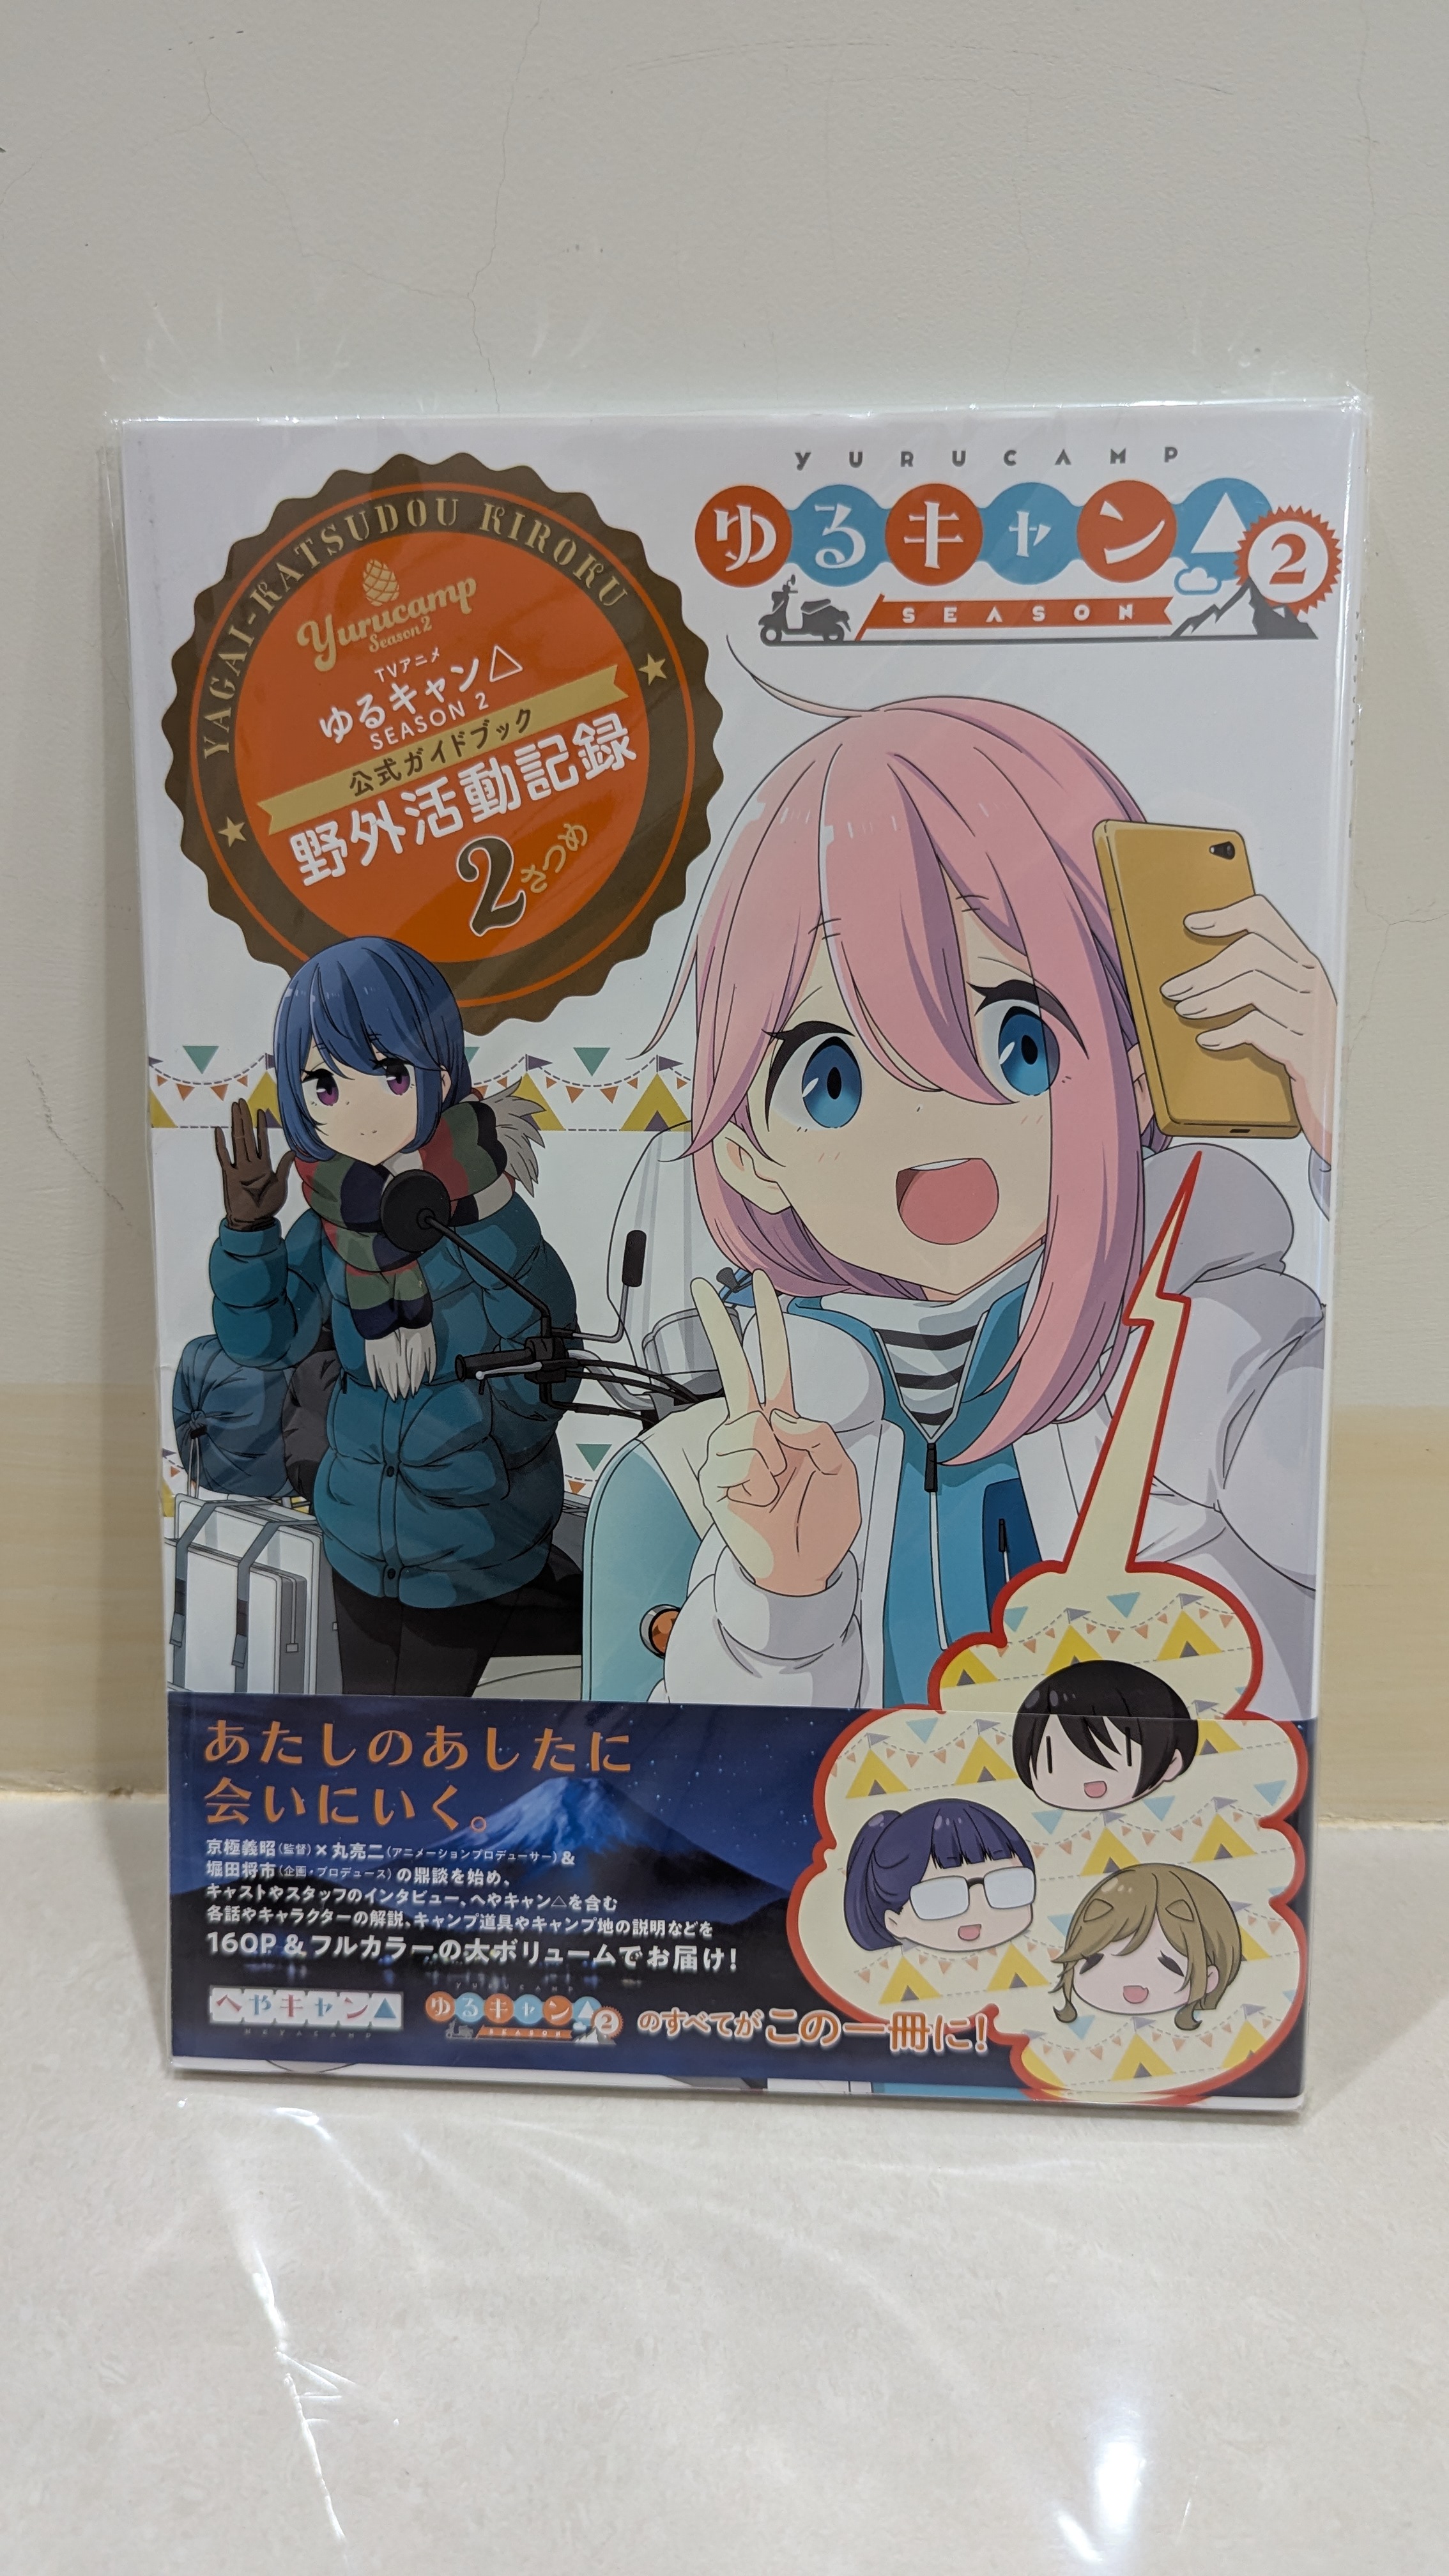 YURUCAMP
ゆるキャン△2
SEASON
YAGAI-KATSUDOU KIROKU
Yurucamp
Season 2
TVアニメ
ゆるキャン△
SEASON 2
公式ガイドブック
野外活動記録
2さつめ
あたしのあしたに
会いにいく。
京極義昭(監督)×丸亮二(アニメーションプロデューサー)&
堀田将市(企画・プロデュース)の鼎談を始め、
キャストやスタッフのインタビュー、へやキャン△を含む
各話やキャラクターの解説、キャンプ道具やキャンプ地の説明などを
160P&フルカラーの大ボリュームでお届け!
へやキャン△
HEYACAMP
YURUCAMP
ゆるキャン△2
SEASON
のすべてがこの一冊に!